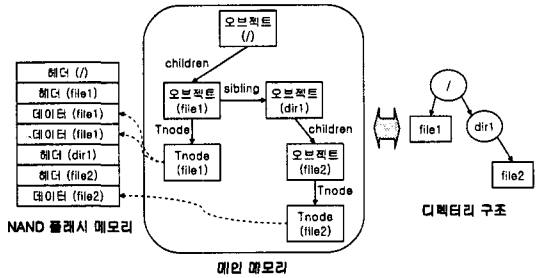 헤더 (/)
헤더 (file1)
데이터 (file1)
데이터 (file1)
헤더 (dir1)
헤더 (file2)
데이터 (file2)
NAND 플래시 메모리
오브젝트
(/)
children
오브젝트
(file1)
sibling
오브젝트
(dir1)
Tnode
children
Tnode
(file1)
오브젝트
(file2)
Tnode
Tnode
(file2)
메인 메모리
/
file1
dir1
file2
디렉터리 구조